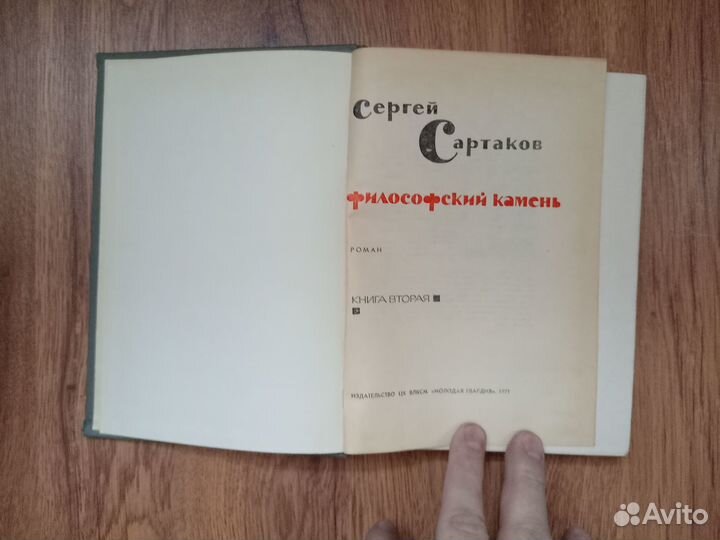 Сергей
Сартаков
философский камень
РОМАН
КНИГА ВТОРАЯ
ИЗДАТЕЛЬСТВО ЦК ВЛКСМ «МОЛОДАЯ ГВАРДИЯ», 1971
Avito